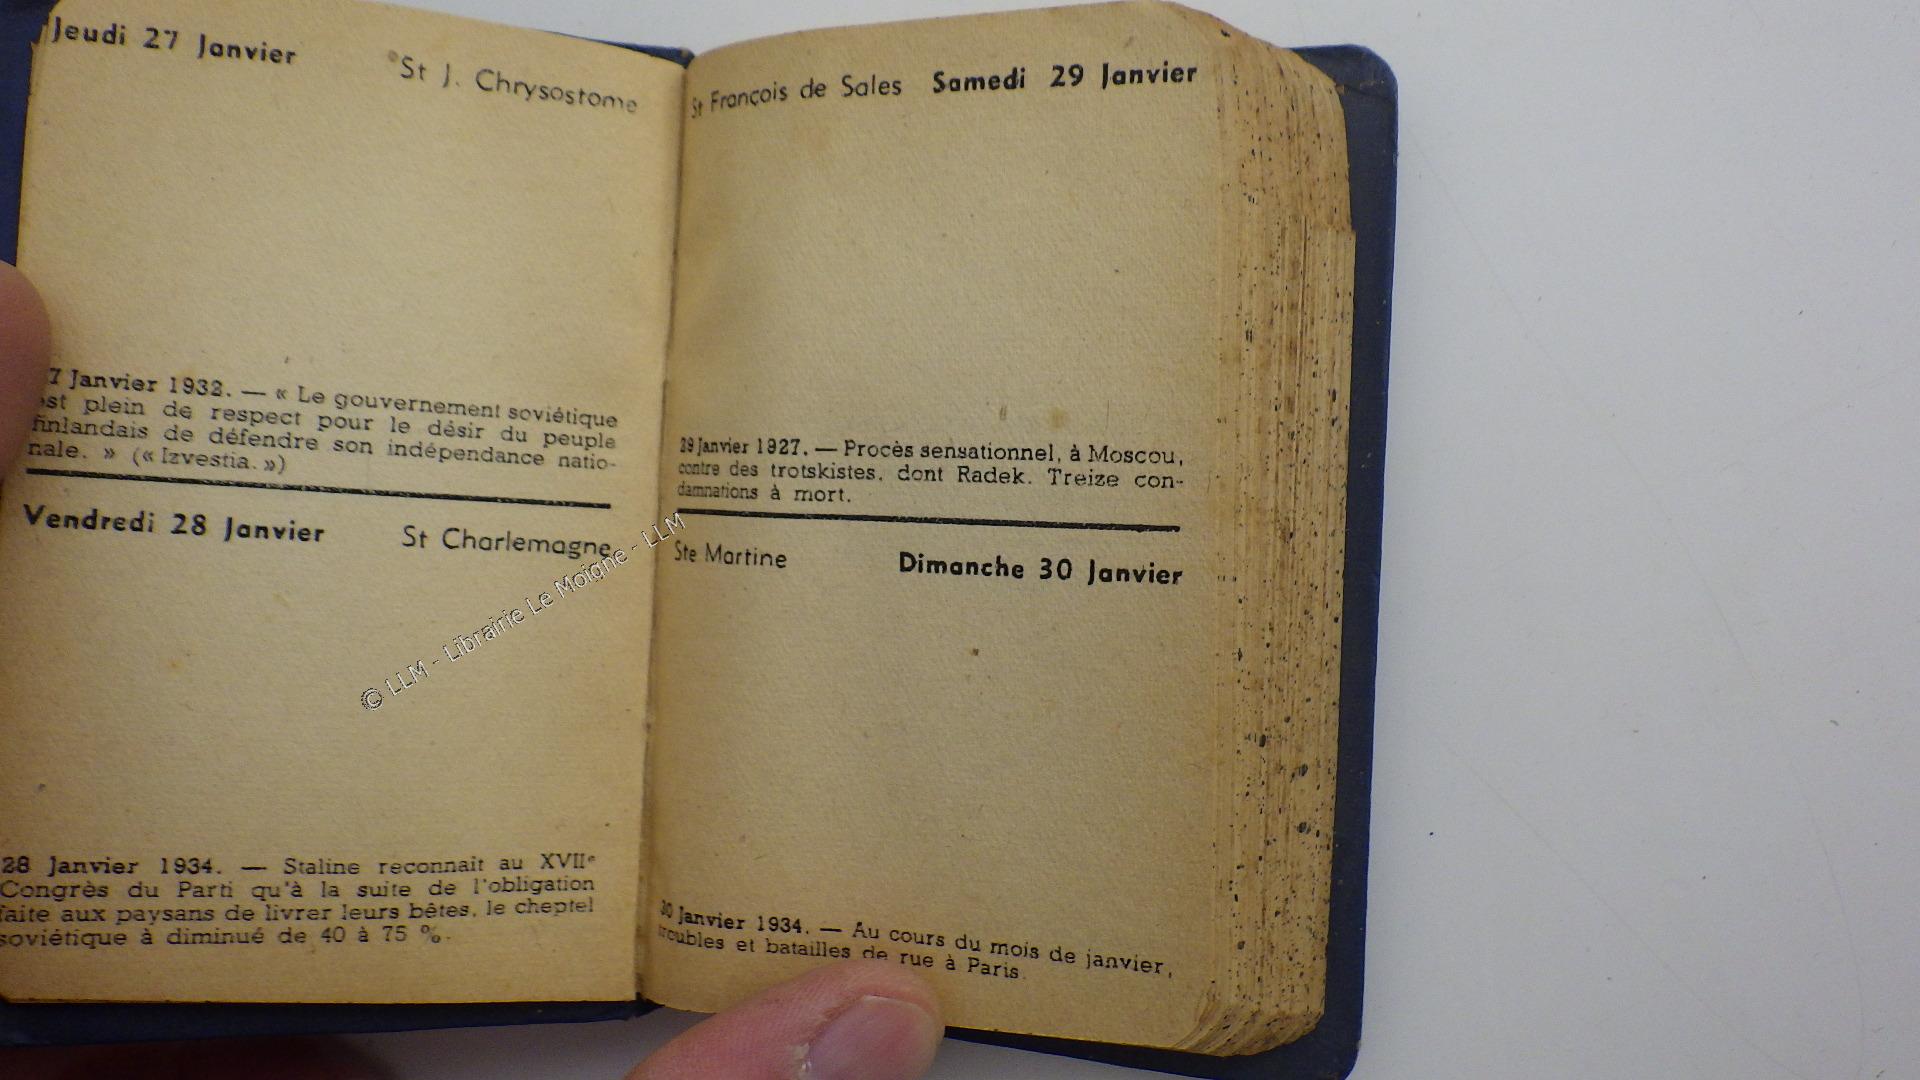 Jeudi 27 Janvier
St J. Chrysostome
7 Janvier 1932. — « Le gouvernement soviétique
est plein de respect pour le désir du peuple
finlandais de défendre son indépendance natio-
nale. » (« Izvestia. »)
Vendredi 28 Janvier
St Charlemagne
28 Janvier 1934. — Staline reconnait au XVIIe
Congrès du Parti qu'à la suite de l'obligation
faite aux paysans de livrer leurs bêtes, le cheptel
soviétique à diminué de 40 à 75 %.
St François de Sales
Samedi 29 Janvier
29 Janvier 1927. — Procès sensationnel, à Moscou,
contre des trotskistes, dont Radek. Treize con-
damnations à mort.
Ste Martine
Dimanche 30 Janvier
30 Janvier 1934. — Au cours du mois de janvier,
troubles et batailles de rue à Paris.
© LLM - Librairie Le Moigne - LLM